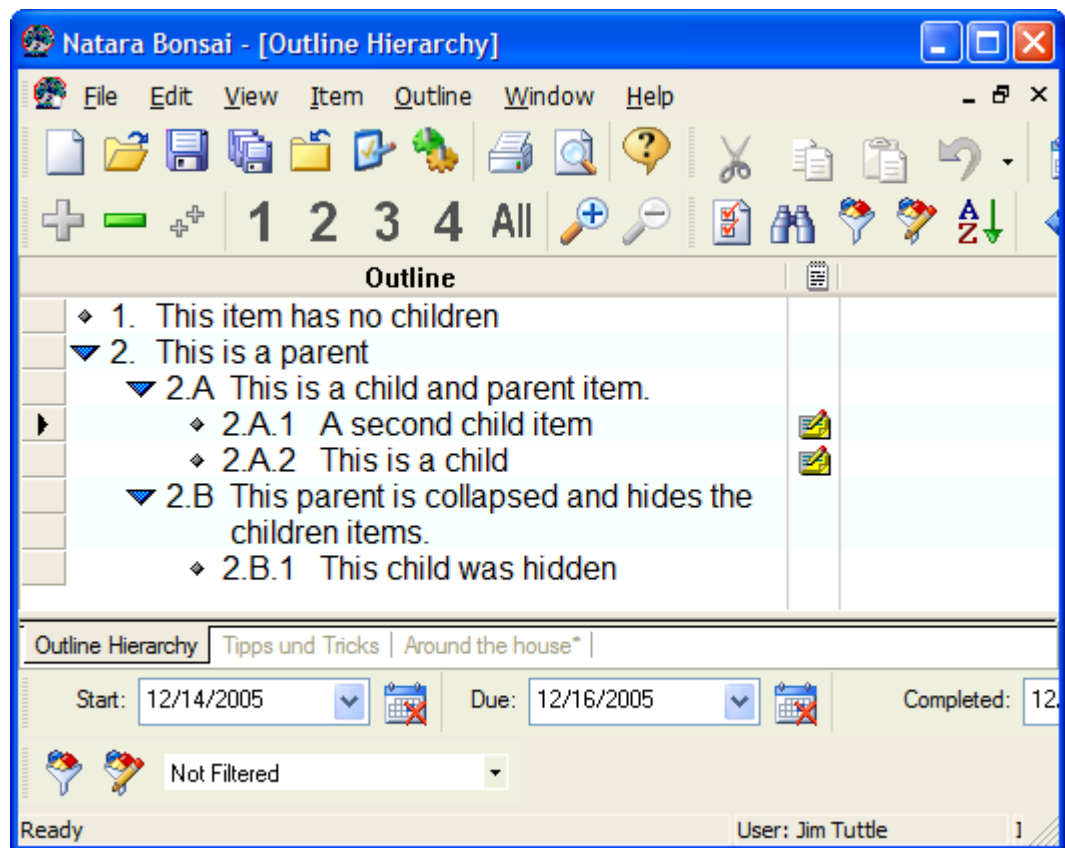 Natara Bonsai - [Outline Hierarchy]
File Edit View Item Outline Window Help
1 2 3 4 All A Z
Outline
1. This item has no children
2. This is a parent
2.A This is a child and parent item.
2.A.1 A second child item
2.A.2 This is a child
2.B This parent is collapsed and hides the
children items.
2.B.1 This child was hidden
Outline Hierarchy Tipps und Tricks Around the house*
Start: 12/14/2005 Due: 12/16/2005 Completed: 12
Not Filtered
Ready User: Jim Tuttle